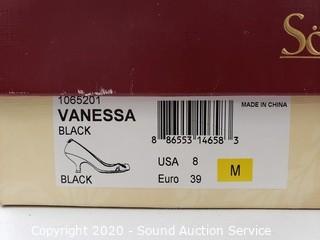 Sö
1065201
VANESSA
BLACK
MADE IN CHINA
8 86553 14658 3
BLACK
USA 8
Euro 39
M
Copyright 2020 - Sound Auction Service